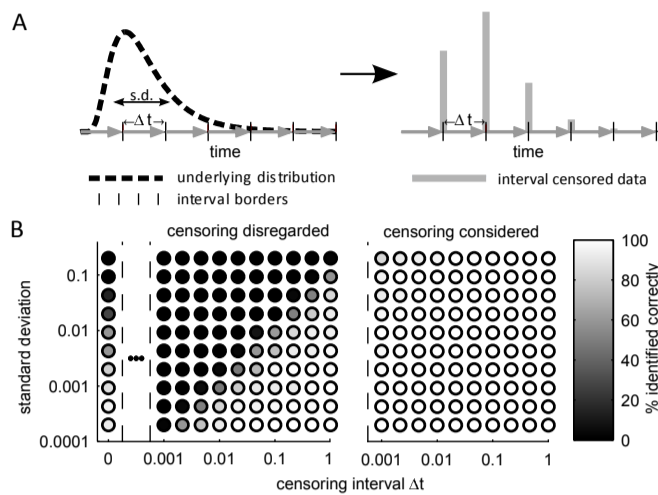 A
s.d.
Δ t
Δ t
time
time
underlying distribution
interval borders
interval censored data
B
censoring disregarded
censoring considered
standard deviation
0.1
0.01
0.001
0.0001
0
0.001
0.01
0.1
1
0.001
0.01
0.1
1
censoring interval Δt
100
80
60
40
20
0
% identified correctly